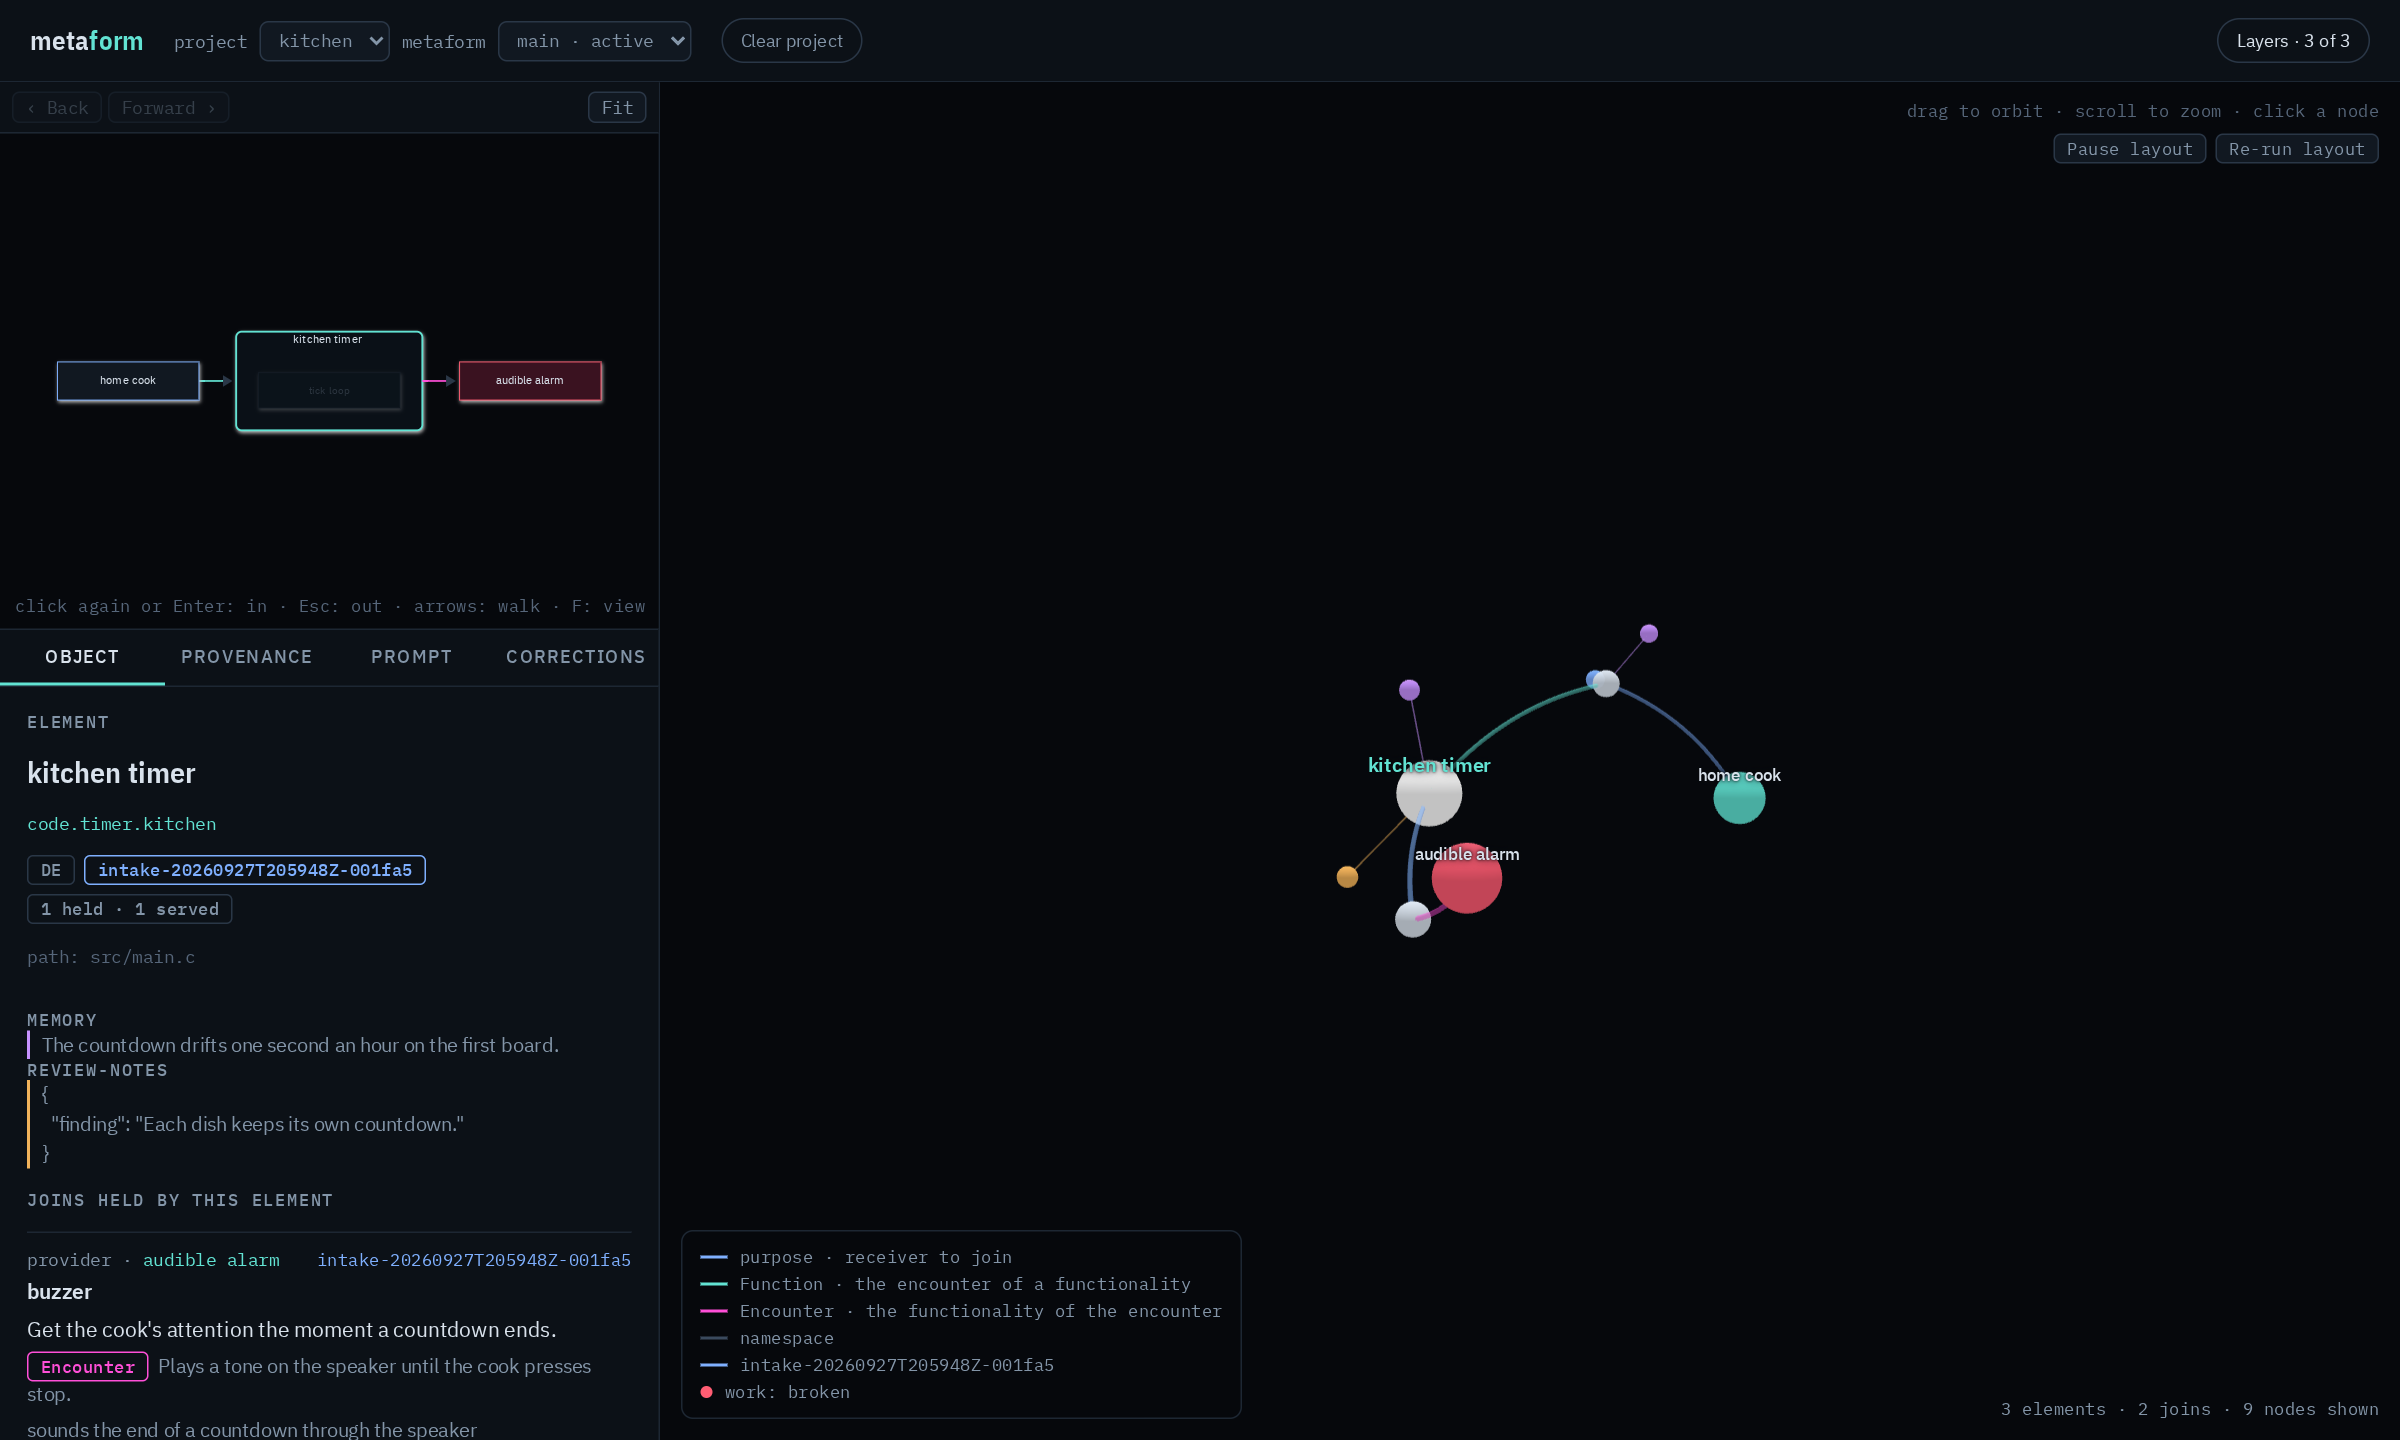 metaform project kitchen metaform main · active Clear project Layers · 3 of 3
‹ Back Forward › Fit
drag to orbit · scroll to zoom · click a node
Pause layout Re-run layout
kitchen timer
home cook
tick loop
audible alarm
click again or Enter: in · Esc: out · arrows: walk · F: view
OBJECT PROVENANCE PROMPT CORRECTIONS
ELEMENT
kitchen timer
code.timer.kitchen
DE intake-20260927T205948Z-001fa5
1 held · 1 served
path: src/main.c
MEMORY
The countdown drifts one second an hour on the first board.
REVIEW-NOTES
{
"finding": "Each dish keeps its own countdown."
}
JOINS HELD BY THIS ELEMENT
provider · audible alarm intake-20260927T205948Z-001fa5
buzzer
Get the cook's attention the moment a countdown ends.
Encounter Plays a tone on the speaker until the cook presses
stop.
sounds the end of a countdown through the speaker
kitchen timer
home cook
audible alarm
purpose · receiver to join
Function · the encounter of a functionality
Encounter · the functionality of the encounter
namespace
intake-20260927T205948Z-001fa5
work: broken
3 elements · 2 joins · 9 nodes shown